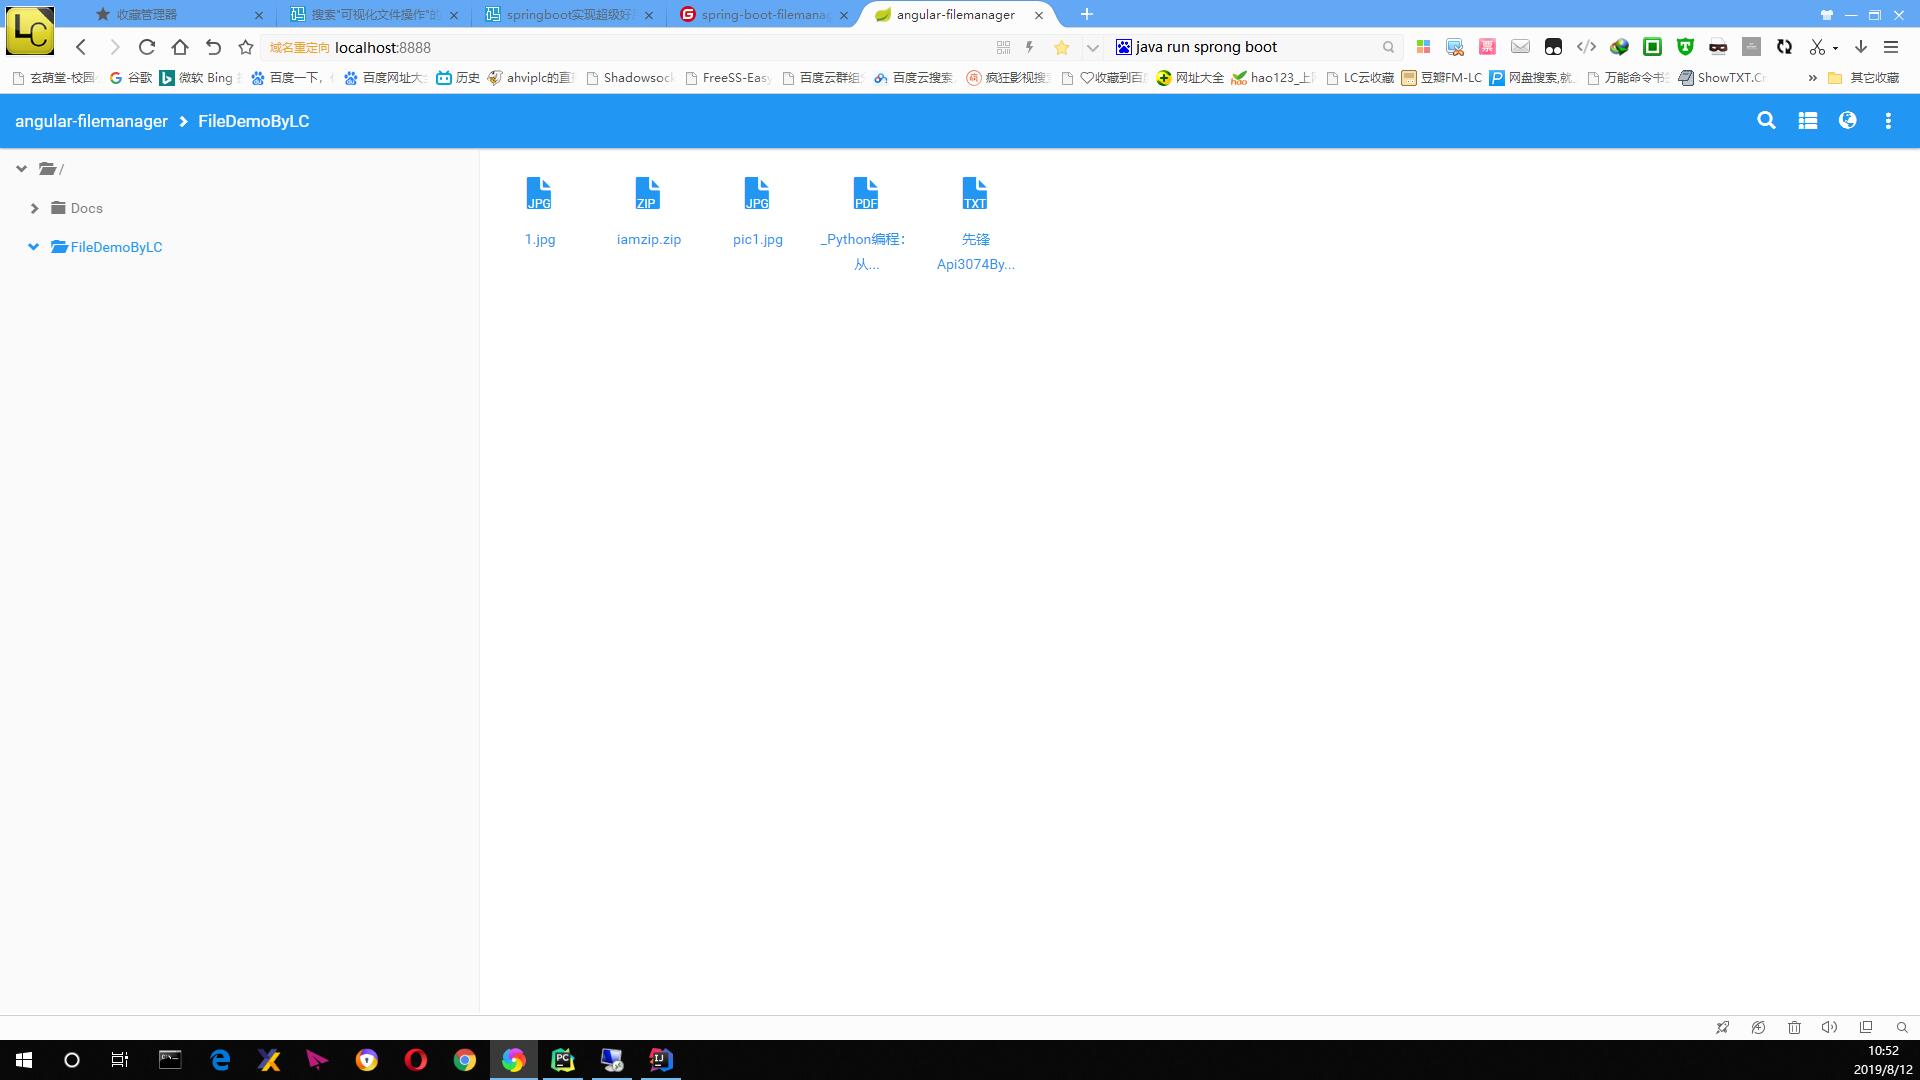 收藏管理器
搜索"可视化文件操作"的
springboot实现超级好
spring-boot-filemanag
angular-filemanager
LC
域名重定向 localhost:8888
java run sprong boot
票
玄萌堂-校园
谷歌
微软 Bing
百度一下，
百度网址大
历史
ahviplc的直
Shadowsock
FreeSS-Easy
百度云群组
百度云搜索
疯狂影视搜
♡收藏到百
网址大全
hao123_上
LC云收藏
豆瓣FM-LC
网盘搜索,就
万能命令书
ShowTXT.Cn
»
其它收藏
angular-filemanager > FileDemoByLC
/
Docs
FileDemoByLC
JPG
ZIP
JPG
PDF
TXT
1.jpg
iamzip.zip
pic1.jpg
_Python编程：
从...
先锋
Api3074By...
10:52
2019/8/12